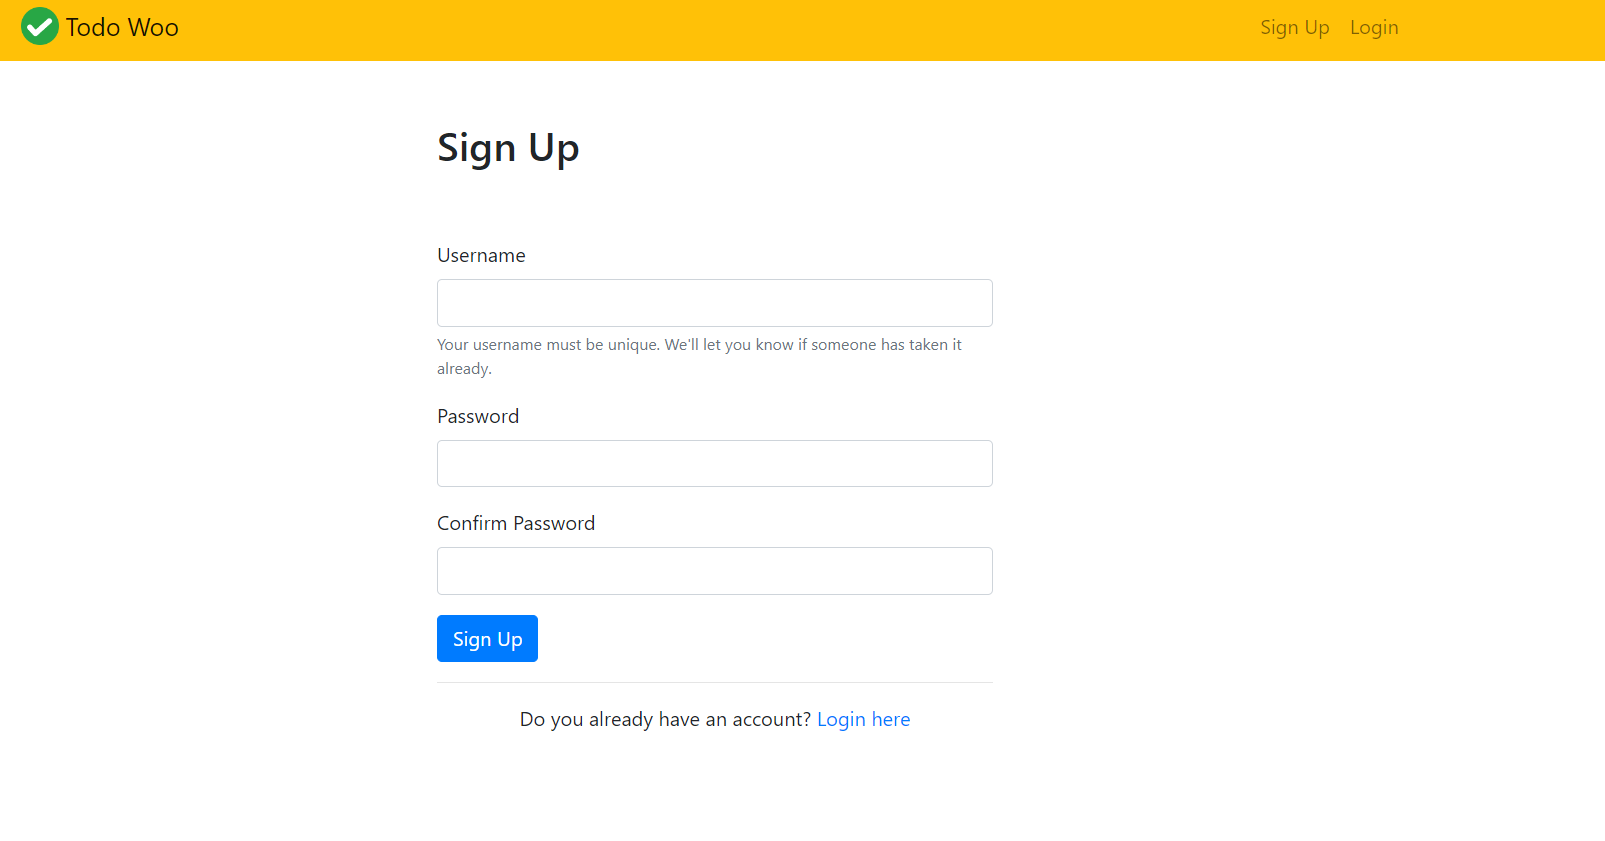 Todo Woo
Sign Up
Login
Sign Up
Username
Your username must be unique. We'll let you know if someone has taken it
already.
Password
Confirm Password
Sign Up
Do you already have an account? Login here